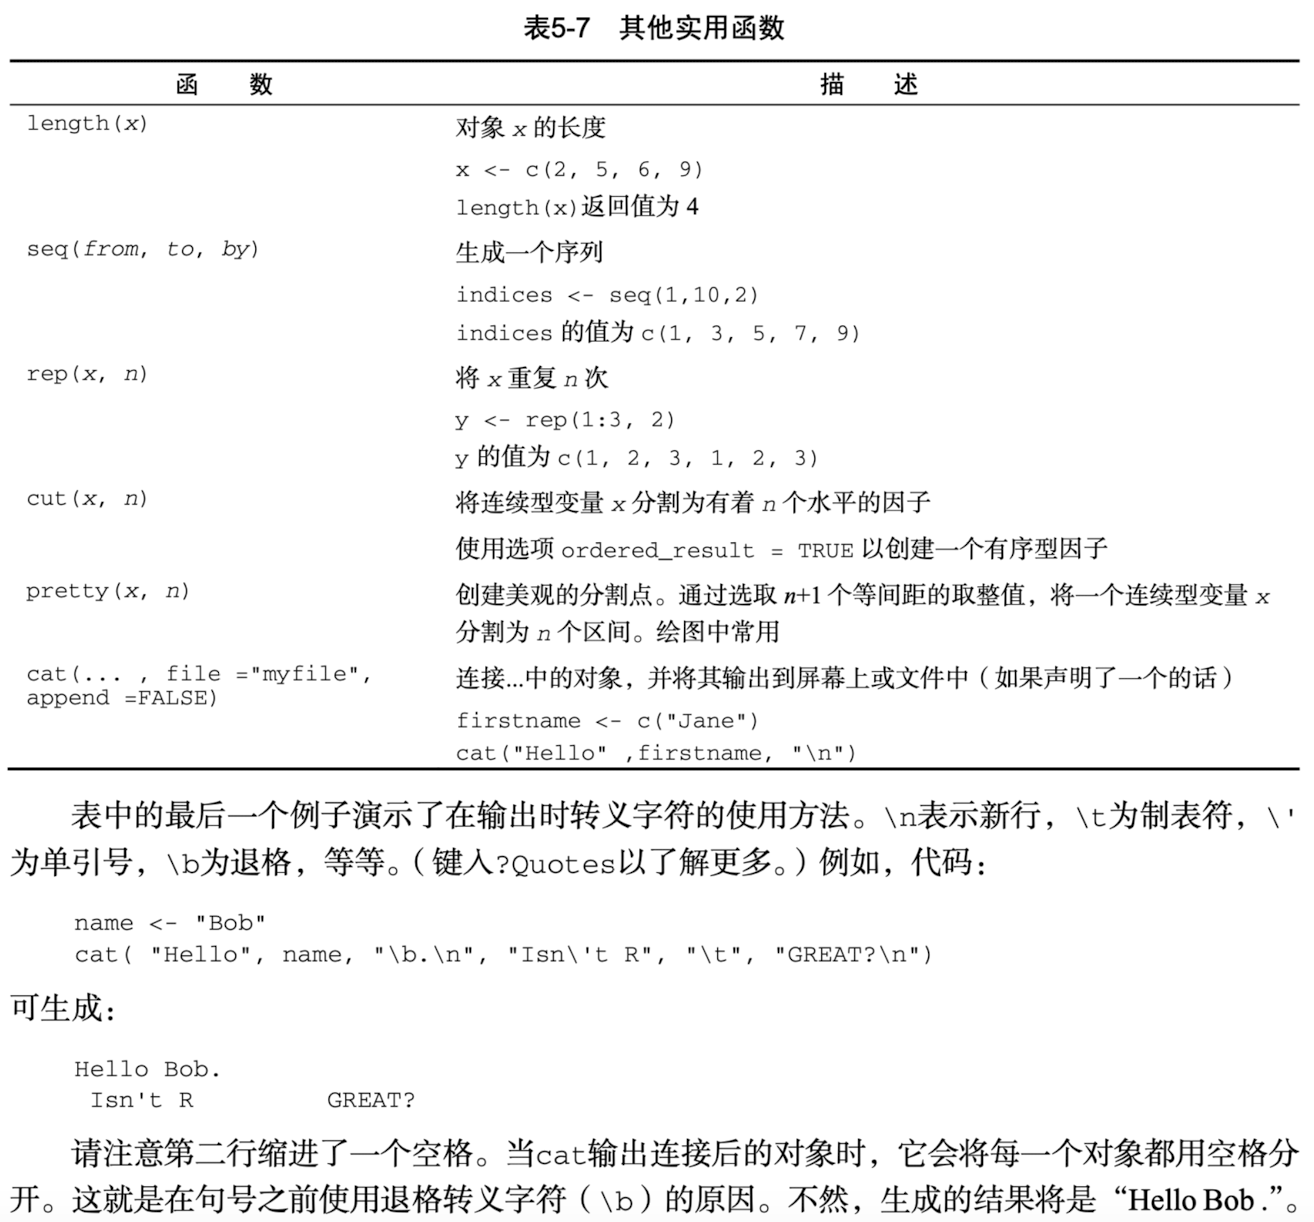 表5-7 其他实用函数
函 数 描 述
length(x) 对象 x 的长度
x <- c(2, 5, 6, 9)
length(x)返回值为 4
seq(from, to, by) 生成一个序列
indices <- seq(1,10,2)
indices 的值为 c(1, 3, 5, 7, 9)
rep(x, n) 将 x 重复 n 次
y <- rep(1:3, 2)
y 的值为 c(1, 2, 3, 1, 2, 3)
cut(x, n) 将连续型变量 x 分割为有着 n 个水平的因子
使用选项 ordered_result = TRUE 以创建一个有序型因子
pretty(x, n) 创建美观的分割点。通过选取 n+1 个等间距的取整值，将一个连续型变量 x
分割为 n 个区间。绘图中常用
cat(... , file ="myfile", 连接...中的对象，并将其输出到屏幕上或文件中（如果声明了一个的话）
append =FALSE)
firstname <- c("Jane")
cat("Hello" ,firstname, "\n")
表中的最后一个例子演示了在输出时转义字符的使用方法。\n表示新行，\t为制表符，\'
为单引号，\b为退格，等等。（键入?Quotes以了解更多。）例如，代码：
name <- "Bob"
cat( "Hello", name, "\b.\n", "Isn\'t R", "\t", "GREAT?\n")
可生成：
Hello Bob.
Isn't R GREAT?
请注意第二行缩进了一个空格。当cat输出连接后的对象时，它会将每一个对象都用空格分
开。这就是在句号之前使用退格转义字符（\b）的原因。不然，生成的结果将是“Hello Bob .”。